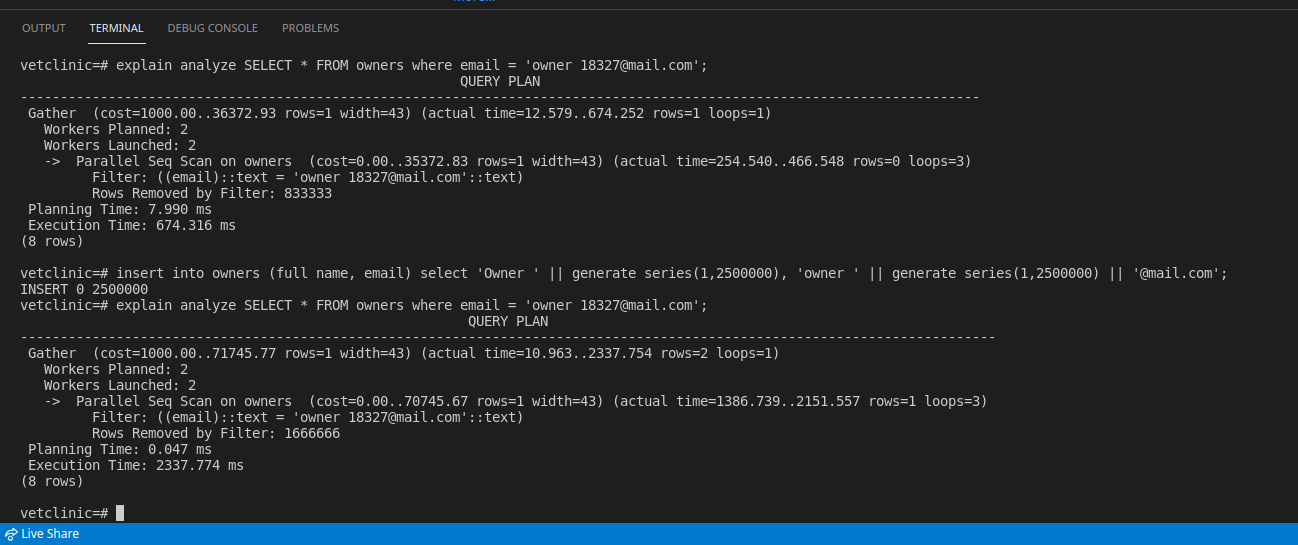 OUTPUT TERMINAL DEBUG CONSOLE PROBLEMS
vetclinic=# explain analyze SELECT * FROM owners where email = 'owner 18327@mail.com';
QUERY PLAN
------------------------------------------------------------------------------------------------------------------------
Gather  (cost=1000.00..36372.93 rows=1 width=43) (actual time=12.579..674.252 rows=1 loops=1)
Workers Planned: 2
Workers Launched: 2
->  Parallel Seq Scan on owners  (cost=0.00..35372.83 rows=1 width=43) (actual time=254.540..466.548 rows=0 loops=3)
Filter: ((email)::text = 'owner 18327@mail.com'::text)
Rows Removed by Filter: 833333
Planning Time: 7.990 ms
Execution Time: 674.316 ms
(8 rows)
vetclinic=# insert into owners (full name, email) select 'Owner ' || generate series(1,2500000), 'owner ' || generate series(1,2500000) || '@mail.com';
INSERT 0 2500000
vetclinic=# explain analyze SELECT * FROM owners where email = 'owner 18327@mail.com';
QUERY PLAN
--------------------------------------------------------------------------------------------------------------------------
Gather  (cost=1000.00..71745.77 rows=1 width=43) (actual time=10.963..2337.754 rows=2 loops=1)
Workers Planned: 2
Workers Launched: 2
->  Parallel Seq Scan on owners  (cost=0.00..70745.67 rows=1 width=43) (actual time=1386.739..2151.557 rows=1 loops=3)
Filter: ((email)::text = 'owner 18327@mail.com'::text)
Rows Removed by Filter: 1666666
Planning Time: 0.047 ms
Execution Time: 2337.774 ms
(8 rows)
vetclinic=#
Live Share